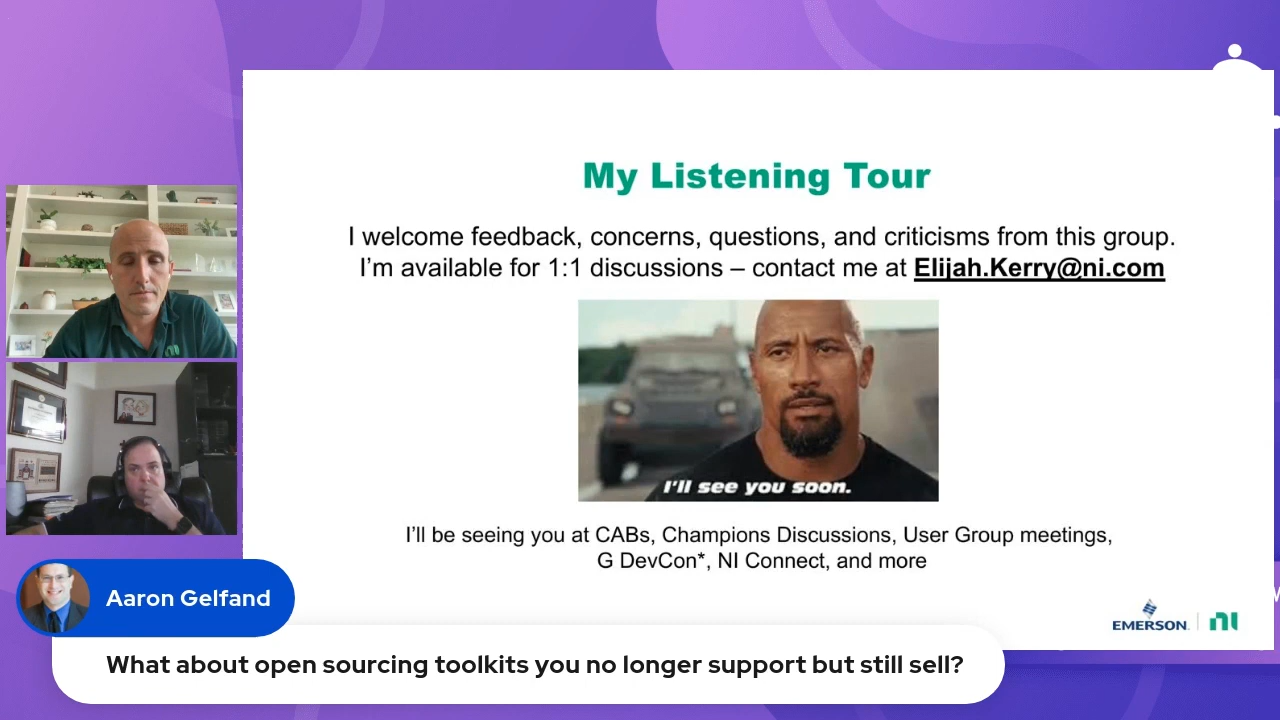 My Listening Tour
I welcome feedback, concerns, questions, and criticisms from this group.
I'm available for 1:1 discussions – contact me at Elijah.Kerry@ni.com
I'll see you soon.
I'll be seeing you at CABs, Champions Discussions, User Group meetings,
G DevCon*, NI Connect, and more
EMERSON. ni
Aaron Gelfand
What about open sourcing toolkits you no longer support but still sell?